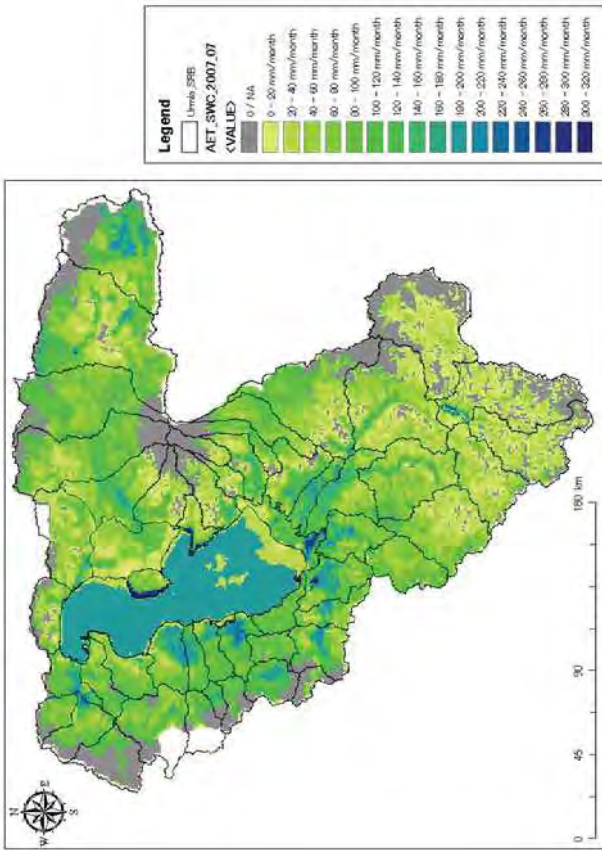 N
W
E
S
Legend
Urmia_SRB
AET_SWC_2007_07
<VALUE>
0 / NA
0 - 20 mm/month
20 - 40 mm/month
40 - 60 mm/month
60 - 80 mm/month
80 - 100 mm/month
100 - 120 mm/month
120 - 140 mm/month
140 - 160 mm/month
160 - 180 mm/month
180 - 200 mm/month
200 - 220 mm/month
220 - 240 mm/month
240 - 260 mm/month
260 - 280 mm/month
280 - 300 mm/month
300 - 320 mm/month
0 45 90 180 km